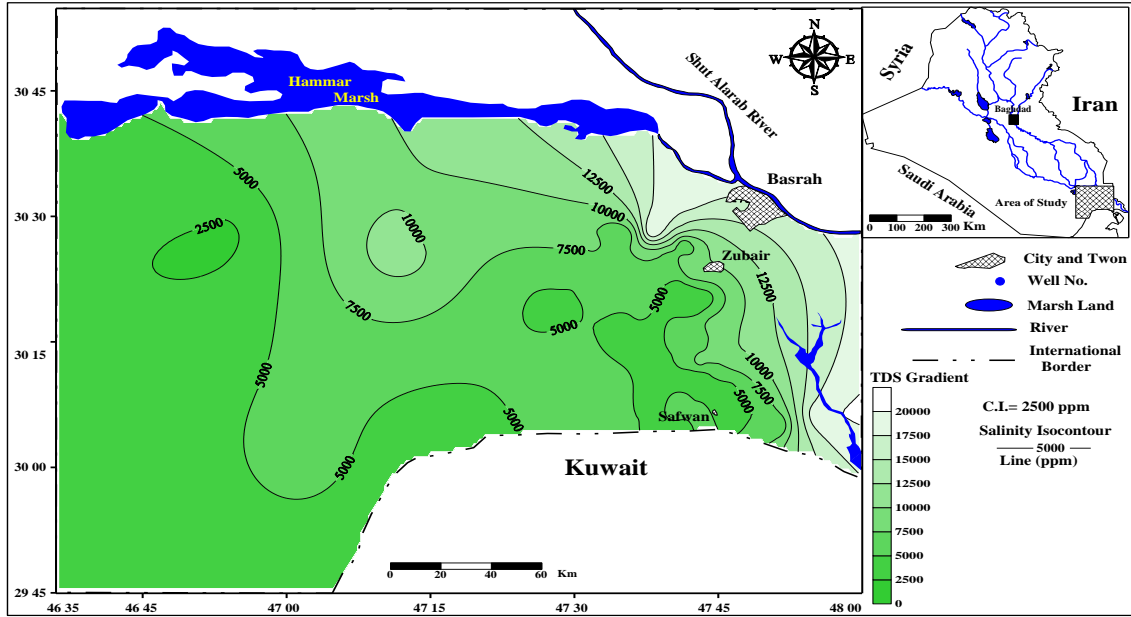 N
W E
S
Hammar
Marsh
Shut Alarab River
Basrah
Zubair
Safwan
Kuwait
5000
2500
10000
7500
5000
5000
5000
12500
10000
7500
5000
5000
12500
10000
7500
5000
30 45
30 30
30 15
30 00
29 45
46 35
46 45
47 00
47 15
47 30
47 45
48 00
0 20 40 60
Km
Syria
Iran
Baghdad
Saudi Arabia
Area of Study
0 100 200 300
Km
City and Twon
Well No.
Marsh Land
River
International
Border
TDS Gradient
20000
17500
15000
12500
10000
7500
5000
2500
0
C.I.= 2500 ppm
Salinity Isocontour
5000
Line (ppm)